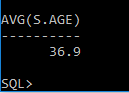 AVG(S.AGE)
----------
36.9
SQL>